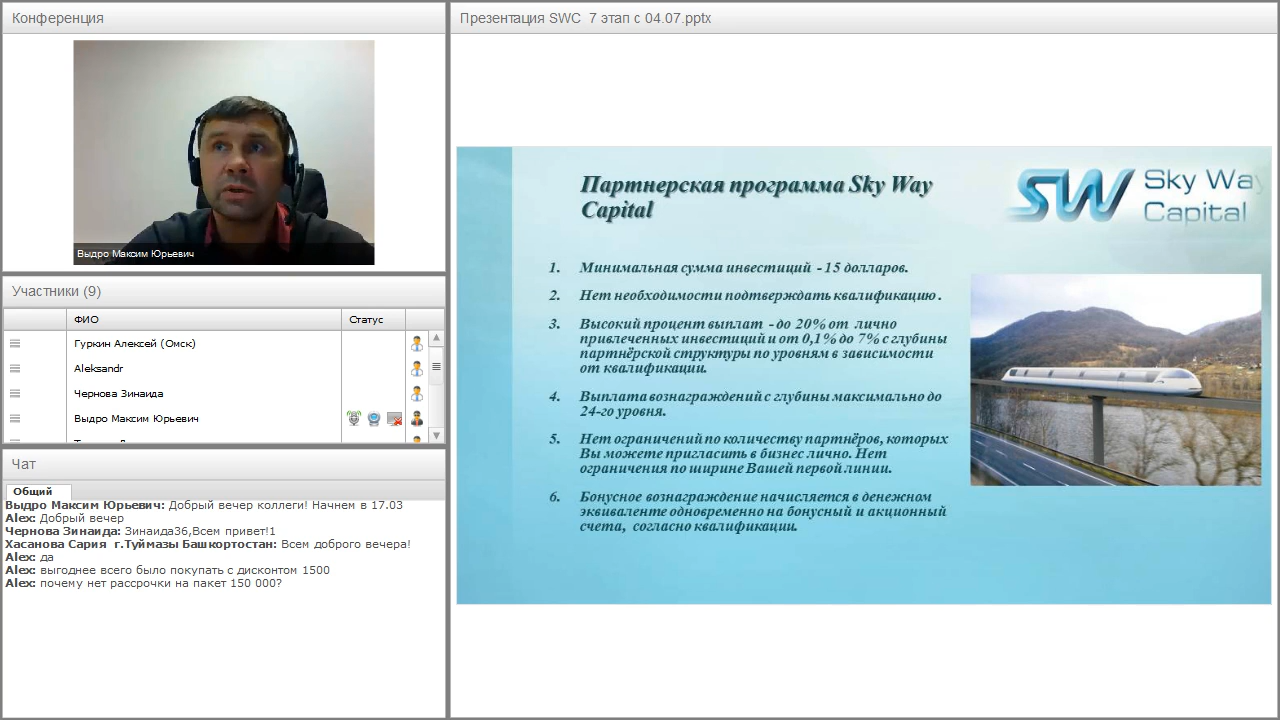 Конференция
Выдро Максим Юрьевич
Участники (9)
ФИО
Статус
Гуркин Алексей (Омск)
Aleksandr
Чернова Зинаида
Выдро Максим Юрьевич
Чат
Общий
Выдро Максим Юрьевич: Добрый вечер коллеги! Начнем в 17.03
Alex: Добрый вечер
Чернова Зинаида: Зинаида36,Всем привет!1
Хасанова Сария г.Туймазы Башкортостан: Всем доброго вечера!
Alex: да
Alex: выгоднее всего было покупать с дисконтом 1500
Alex: почему нет рассрочки на пакет 150 000?
Презентация SWC 7 этап с 04.07.pptx
Партнерская программа Sky Way
Capital
SW Sky Way
Capital
1. Минимальная сумма инвестиций - 15 долларов.
2. Нет необходимости подтверждать квалификацию .
3. Высокий процент выплат - до 20% от лично
привлеченных инвестиций и от 0,1% до 7% с глубины
партнёрской структуры по уровням в зависимости
от квалификации.
4. Выплата вознаграждений с глубины максимально до
24-го уровня.
5. Нет ограничений по количеству партнёров, которых
Вы можете пригласить в бизнес лично. Нет
ограничения по ширине Вашей первой линии.
6. Бонусное вознаграждение начисляется в денежном
эквиваленте одновременно на бонусный и акционный
счета, согласно квалификации.